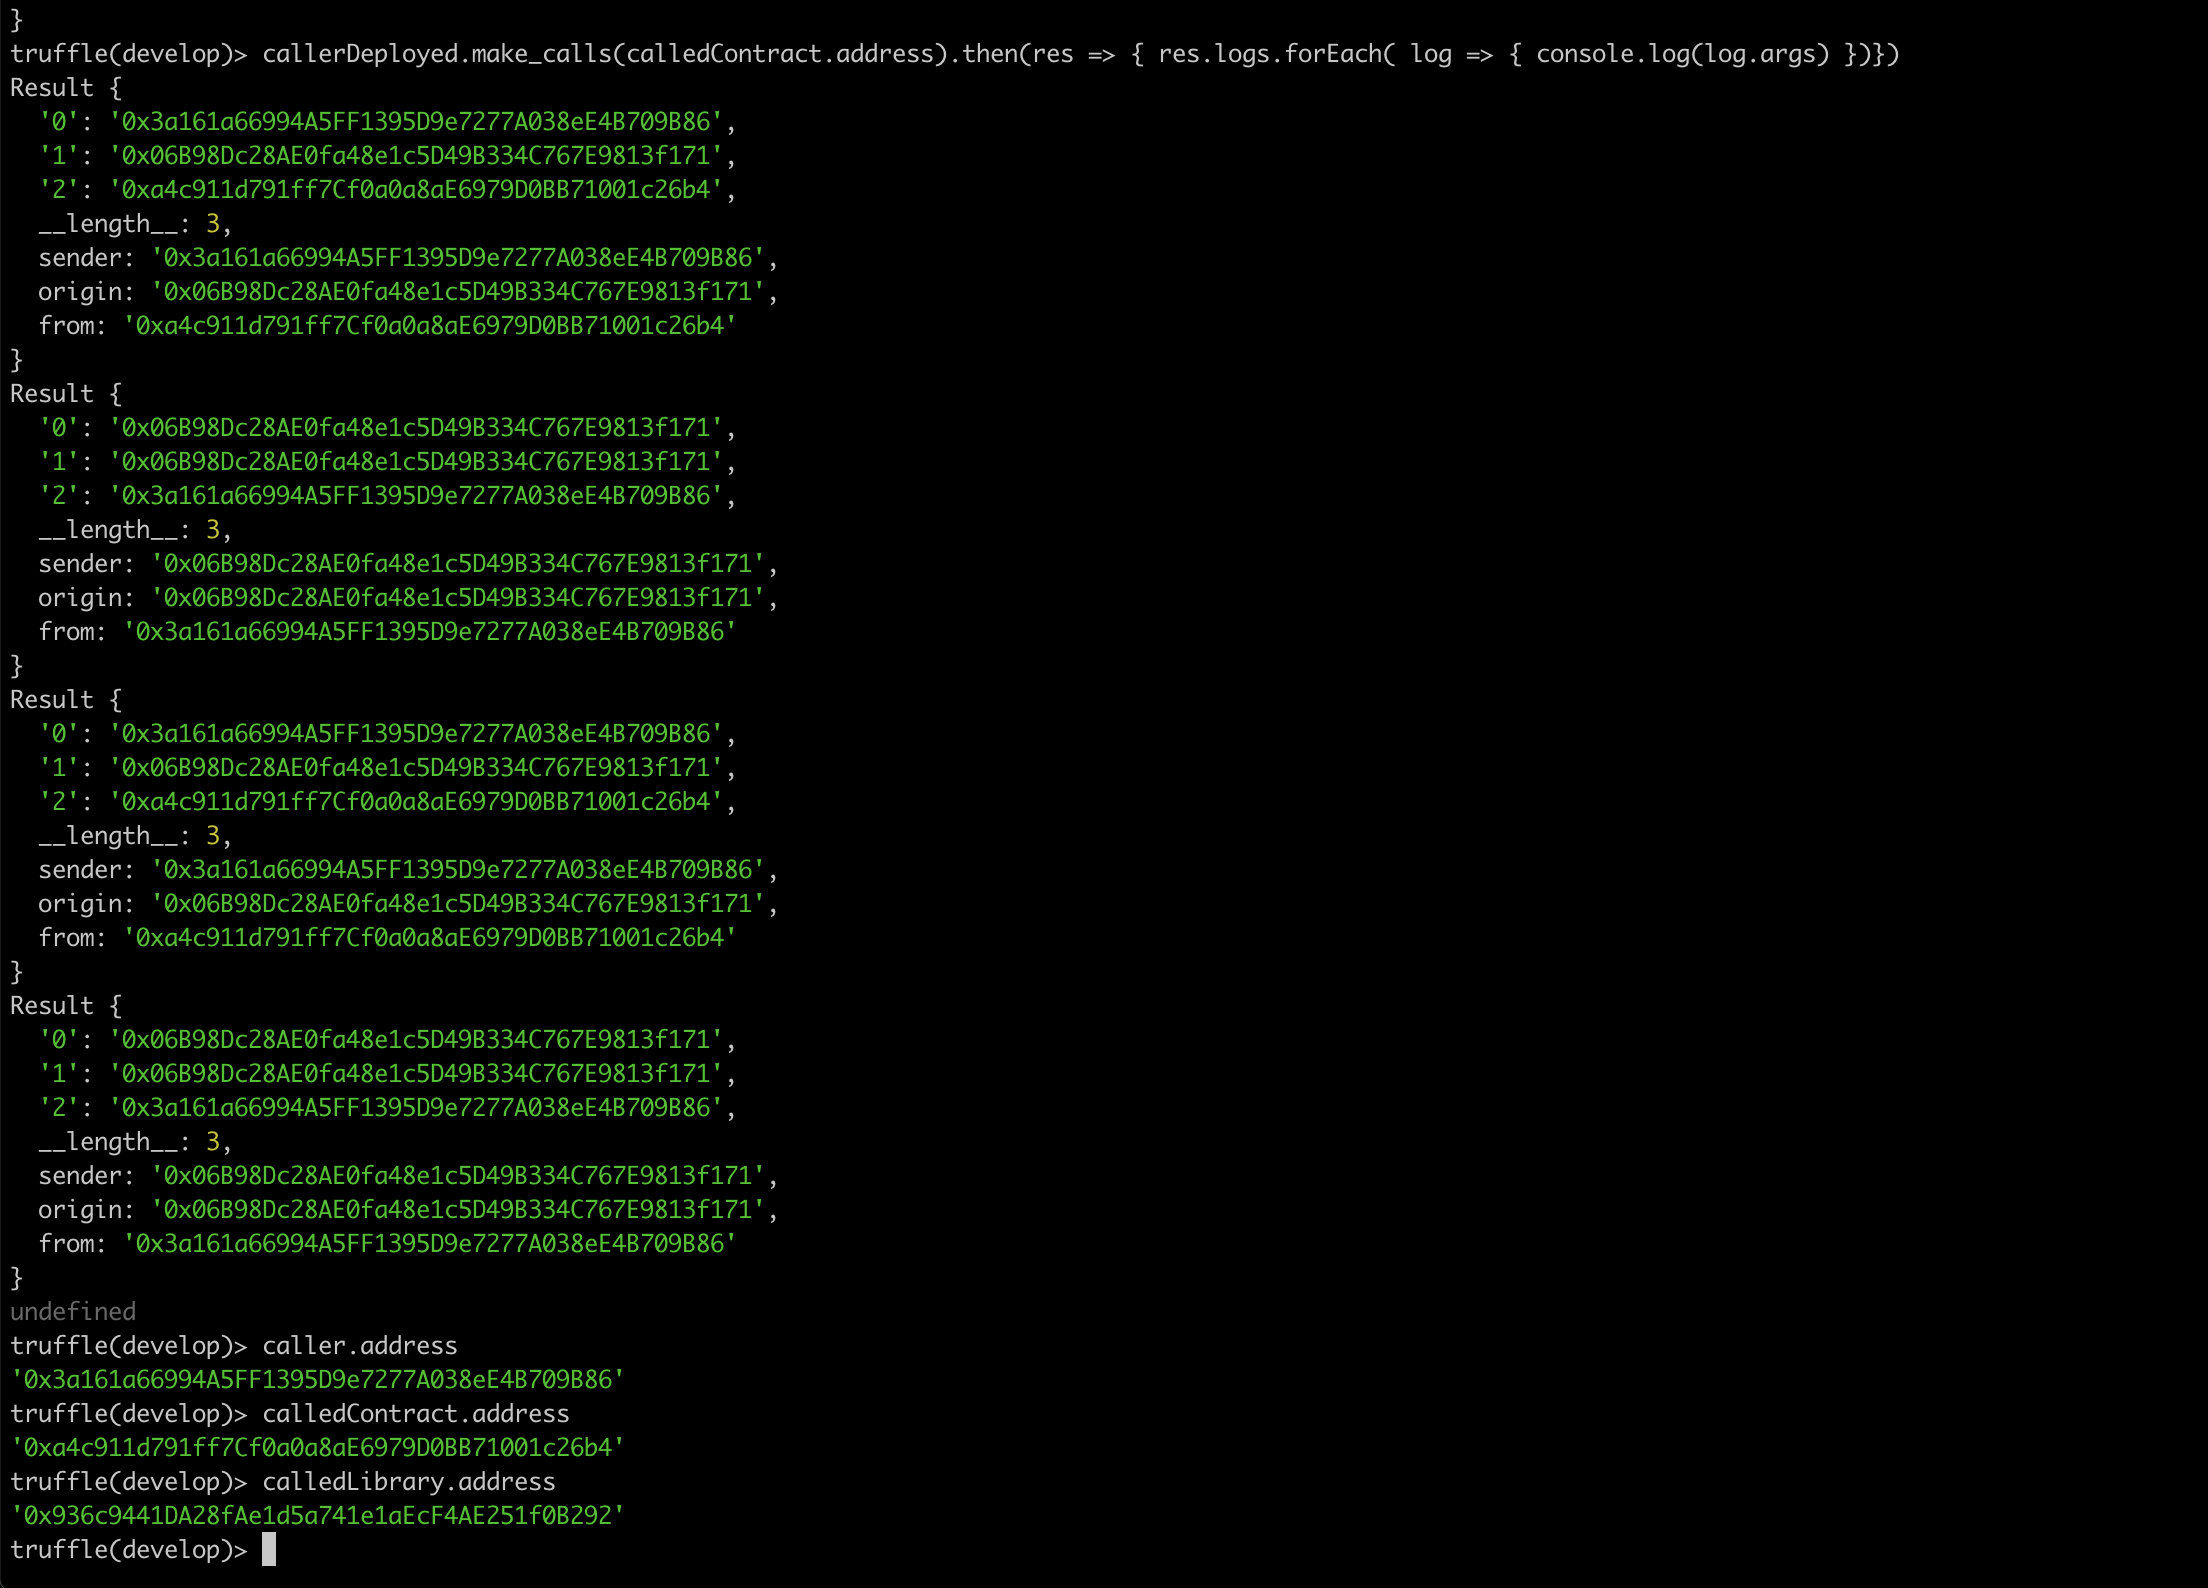 }
truffle(develop)> callerDeployed.make_calls(calledContract.address).then(res => { res.logs.forEach( log => { console.log(log.args) })})
Result {
  '0': '0x3a161a66994A5FF1395D9e7277A038eE4B709B86',
  '1': '0x06B98Dc28AE0fa48e1c5D49B334C767E9813f171',
  '2': '0xa4c911d791ff7Cf0a0a8aE6979D0BB71001c26b4',
  __length__: 3,
  sender: '0x3a161a66994A5FF1395D9e7277A038eE4B709B86',
  origin: '0x06B98Dc28AE0fa48e1c5D49B334C767E9813f171',
  from: '0xa4c911d791ff7Cf0a0a8aE6979D0BB71001c26b4'
}
Result {
  '0': '0x06B98Dc28AE0fa48e1c5D49B334C767E9813f171',
  '1': '0x06B98Dc28AE0fa48e1c5D49B334C767E9813f171',
  '2': '0x3a161a66994A5FF1395D9e7277A038eE4B709B86',
  __length__: 3,
  sender: '0x06B98Dc28AE0fa48e1c5D49B334C767E9813f171',
  origin: '0x06B98Dc28AE0fa48e1c5D49B334C767E9813f171',
  from: '0x3a161a66994A5FF1395D9e7277A038eE4B709B86'
}
Result {
  '0': '0x3a161a66994A5FF1395D9e7277A038eE4B709B86',
  '1': '0x06B98Dc28AE0fa48e1c5D49B334C767E9813f171',
  '2': '0xa4c911d791ff7Cf0a0a8aE6979D0BB71001c26b4',
  __length__: 3,
  sender: '0x3a161a66994A5FF1395D9e7277A038eE4B709B86',
  origin: '0x06B98Dc28AE0fa48e1c5D49B334C767E9813f171',
  from: '0xa4c911d791ff7Cf0a0a8aE6979D0BB71001c26b4'
}
Result {
  '0': '0x06B98Dc28AE0fa48e1c5D49B334C767E9813f171',
  '1': '0x06B98Dc28AE0fa48e1c5D49B334C767E9813f171',
  '2': '0x3a161a66994A5FF1395D9e7277A038eE4B709B86',
  __length__: 3,
  sender: '0x06B98Dc28AE0fa48e1c5D49B334C767E9813f171',
  origin: '0x06B98Dc28AE0fa48e1c5D49B334C767E9813f171',
  from: '0x3a161a66994A5FF1395D9e7277A038eE4B709B86'
}
undefined
truffle(develop)> caller.address
'0x3a161a66994A5FF1395D9e7277A038eE4B709B86'
truffle(develop)> calledContract.address
'0xa4c911d791ff7Cf0a0a8aE6979D0BB71001c26b4'
truffle(develop)> calledLibrary.address
'0x936c9441DA28fAe1d5a741e1aEcF4AE251f0B292'
truffle(develop)>